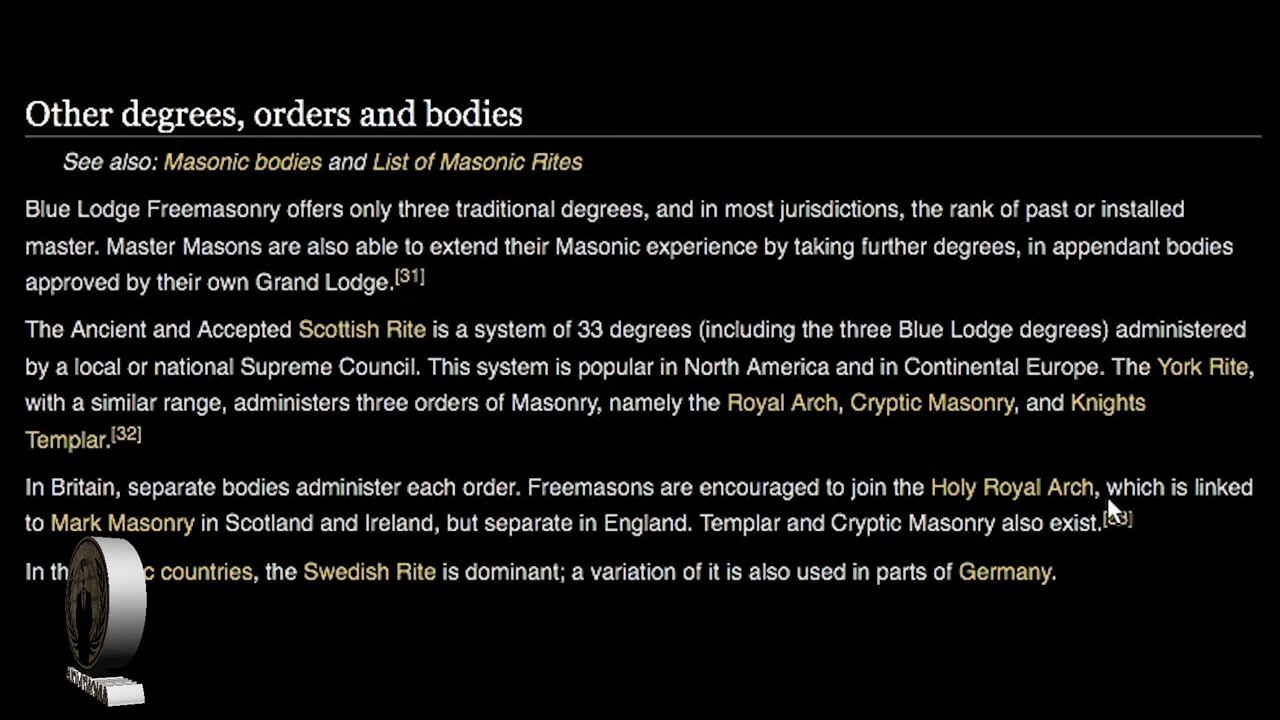 Other degrees, orders and bodies
See also: Masonic bodies and List of Masonic Rites
Blue Lodge Freemasonry offers only three traditional degrees, and in most jurisdictions, the rank of past or installed
master. Master Masons are also able to extend their Masonic experience by taking further degrees, in appendant bodies
approved by their own Grand Lodge.[31]
The Ancient and Accepted Scottish Rite is a system of 33 degrees (including the three Blue Lodge degrees) administered
by a local or national Supreme Council. This system is popular in North America and in Continental Europe. The York Rite,
with a similar range, administers three orders of Masonry, namely the Royal Arch, Cryptic Masonry, and Knights
Templar.[32]
In Britain, separate bodies administer each order. Freemasons are encouraged to join the Holy Royal Arch, which is linked
to Mark Masonry in Scotland and Ireland, but separate in England. Templar and Cryptic Masonry also exist.
In countries, the Swedish Rite is dominant; a variation of it is also used in parts of Germany.